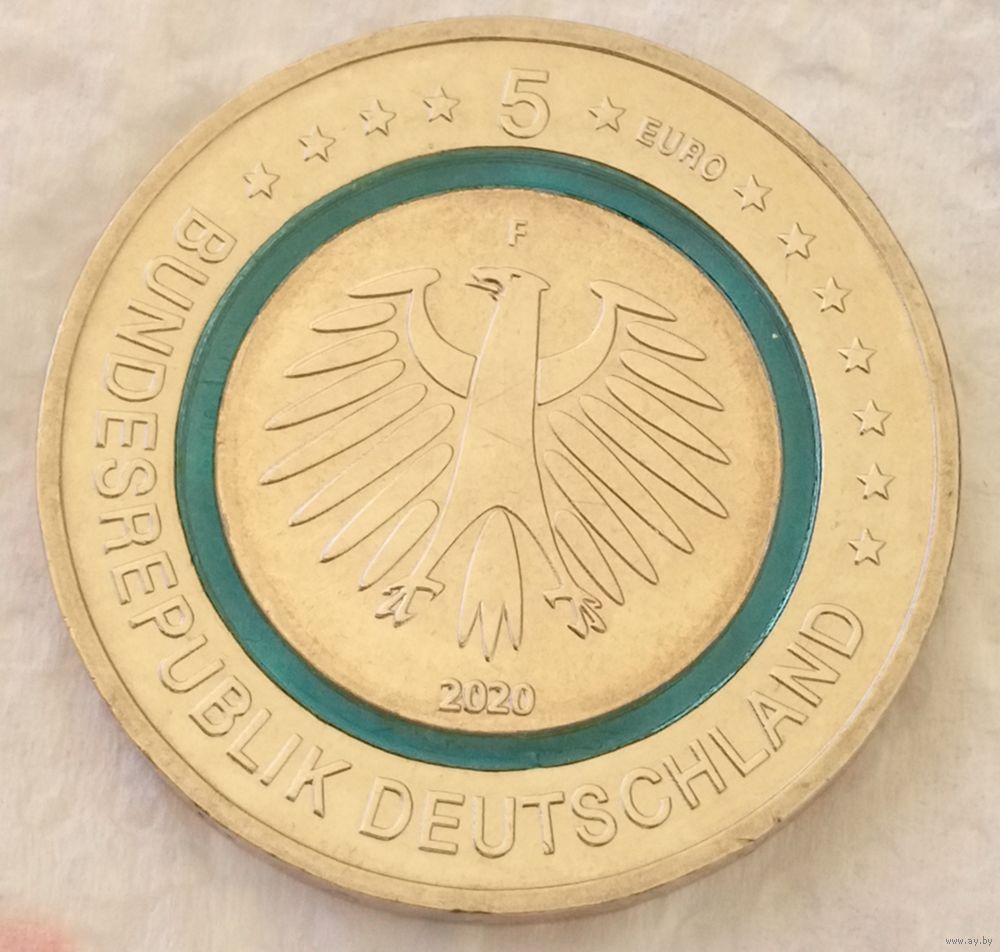 5 EURO
BUNDESREPUBLIK DEUTSCHLAND
F
2020
www.ay.by